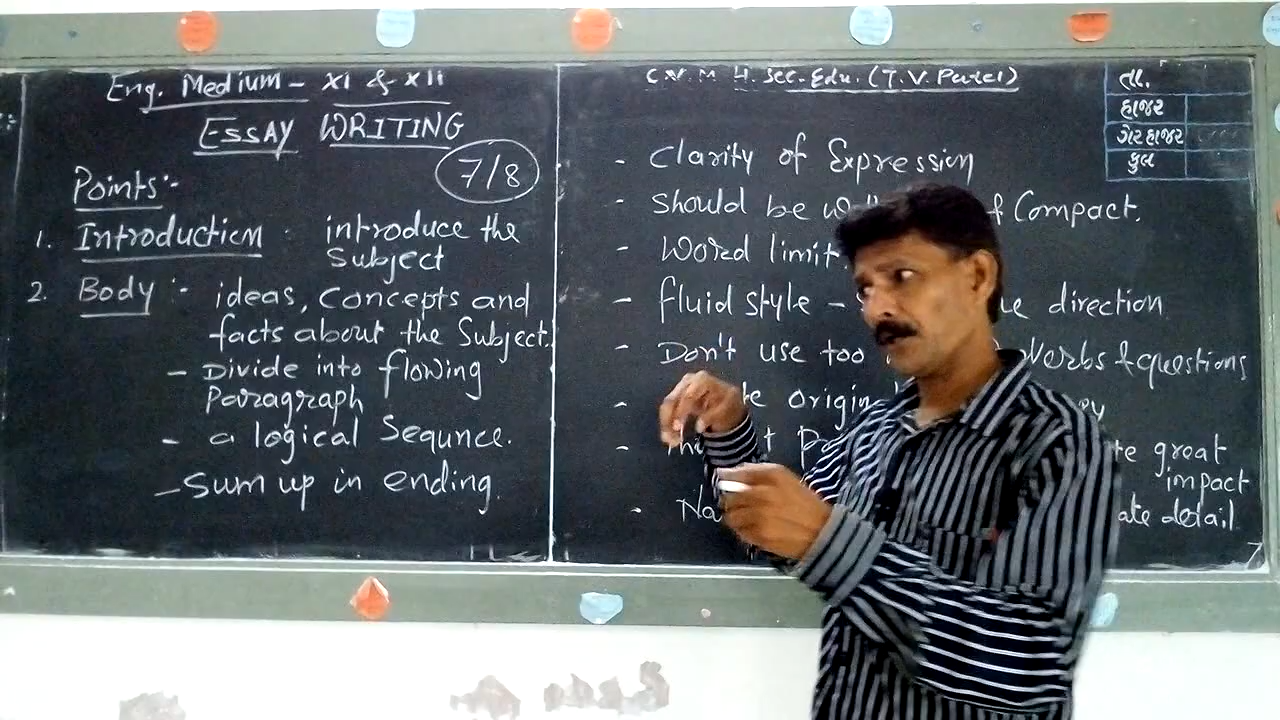 Eng. Medium - XI & XII
ESSAY WRITING
7/8
Points:-
1. Introduction : introduce the
subject
2. Body :- ideas, concepts and
facts about the Subject.
- Divide into flowing
Paragraph
- a logical Sequnce.
- Sum up in ending.
H. Sec. Edu. (T. V. Patel)
- Clarity of Expression
- Should be of Compact.
- Word limit
- fluid style - direction
- Don't use too verbs & questions
-
- great
impact
- detail
તા.
હાજર
ગેરહાજર
કુલ